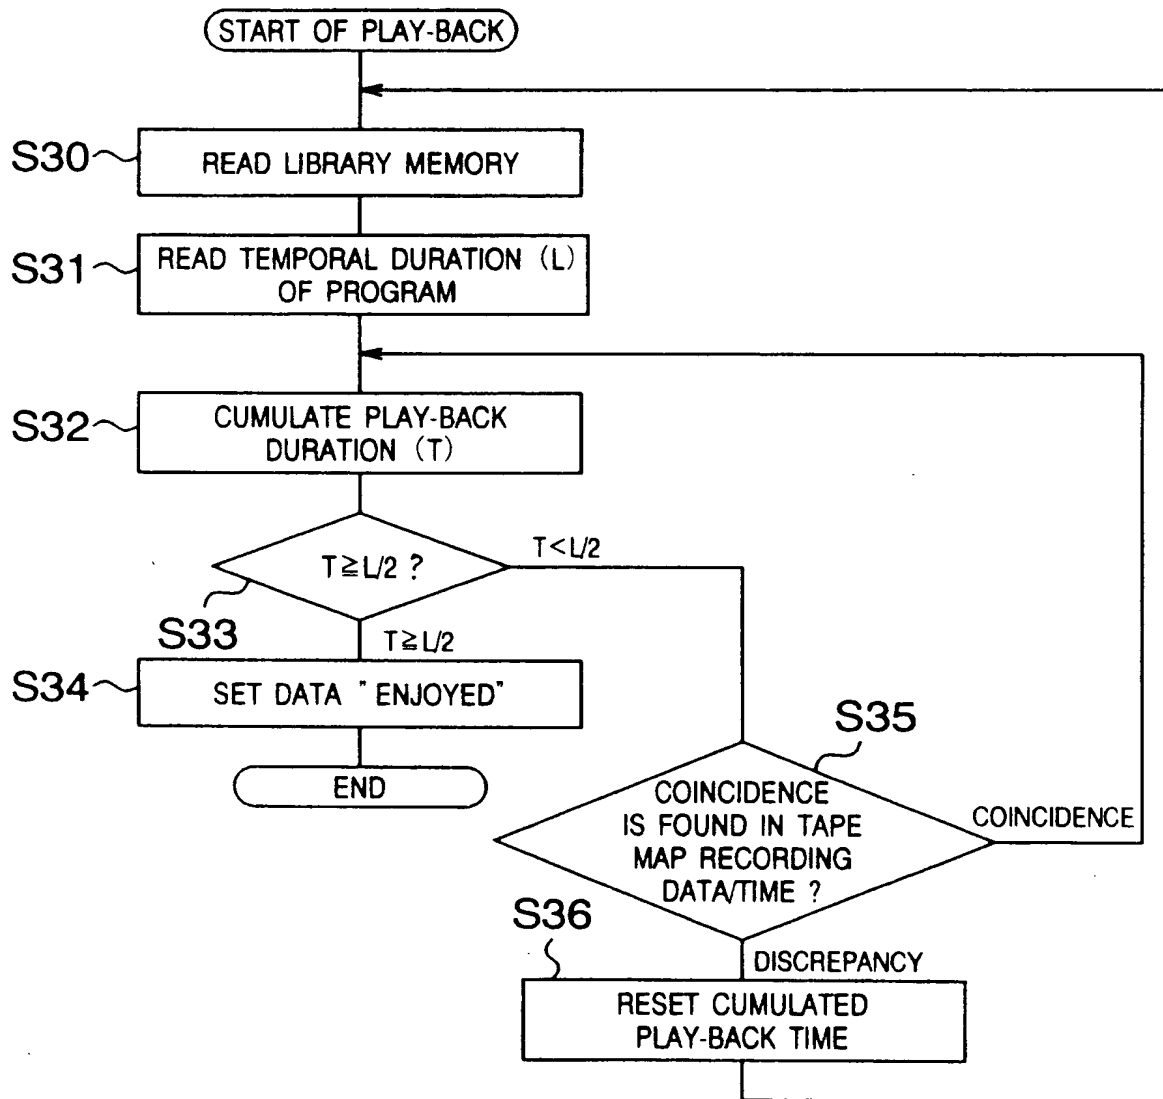 START OF PLAY-BACK
S30
READ LIBRARY MEMORY
S31
READ TEMPORAL DURATION (L)
OF PROGRAM
S32
CUMULATE PLAY-BACK
DURATION (T)
T≧L/2 ?
T<L/2
S33
T≧L/2
S34
SET DATA " ENJOYED"
END
S35
COINCIDENCE
IS FOUND IN TAPE
MAP RECORDING
DATA/TIME ?
COINCIDENCE
S36
DISCREPANCY
RESET CUMULATED
PLAY-BACK TIME